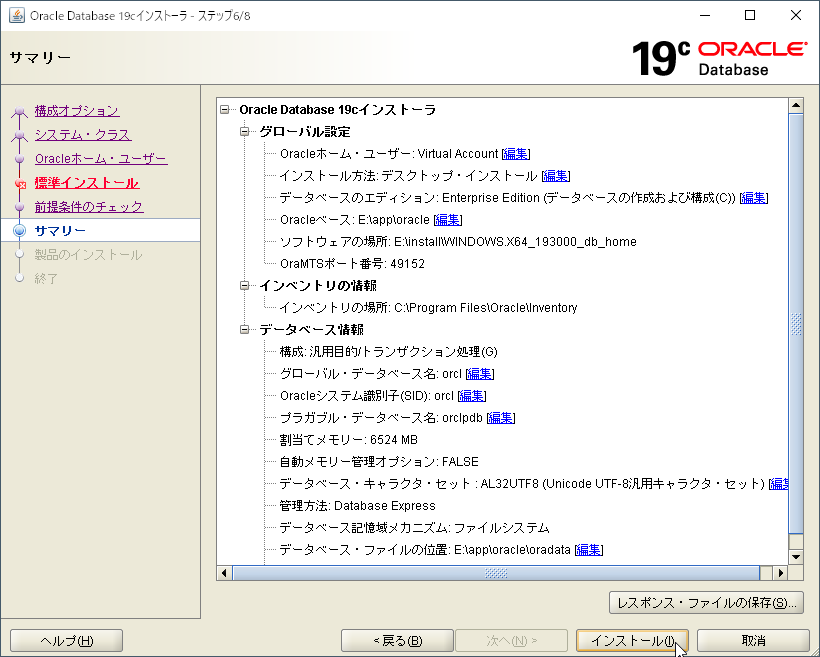 Oracle Database 19cインストーラ - ステップ6/8
サマリー
19c ORACLE
Database
構成オプション
システム・クラス
Oracleホーム・ユーザー
標準インストール
前提条件のチェック
サマリー
製品のインストール
終了
Oracle Database 19cインストーラ
グローバル設定
Oracleホーム・ユーザー: Virtual Account [編集]
インストール方法: デスクトップ・インストール [編集]
データベースのエディション: Enterprise Edition (データベースの作成および構成(C)) [編集]
Oracleベース: E:\app\oracle [編集]
ソフトウェアの場所: E:\install\WINDOWS.X64_193000_db_home
OraMTSポート番号: 49152
インベントリの情報
インベントリの場所: C:\Program Files\Oracle\Inventory
データベース情報
構成: 汎用目的/トランザクション処理(G)
グローバル・データベース名: orcl [編集]
Oracleシステム識別子(SID): orcl [編集]
プラガブル・データベース名: orclpdb [編集]
割当てメモリー: 6524 MB
自動メモリー管理オプション: FALSE
データベース・キャラクタ・セット : AL32UTF8 (Unicode UTF-8汎用キャラクタ・セット) [編集
管理方法: Database Express
データベース記憶域メカニズム: ファイルシステム
データベース・ファイルの位置: E:\app\oracle\oradata [編集]
レスポンス・ファイルの保存(S)...
ヘルプ(H)
< 戻る(B)
次へ(N) >
インストール(I)
取消